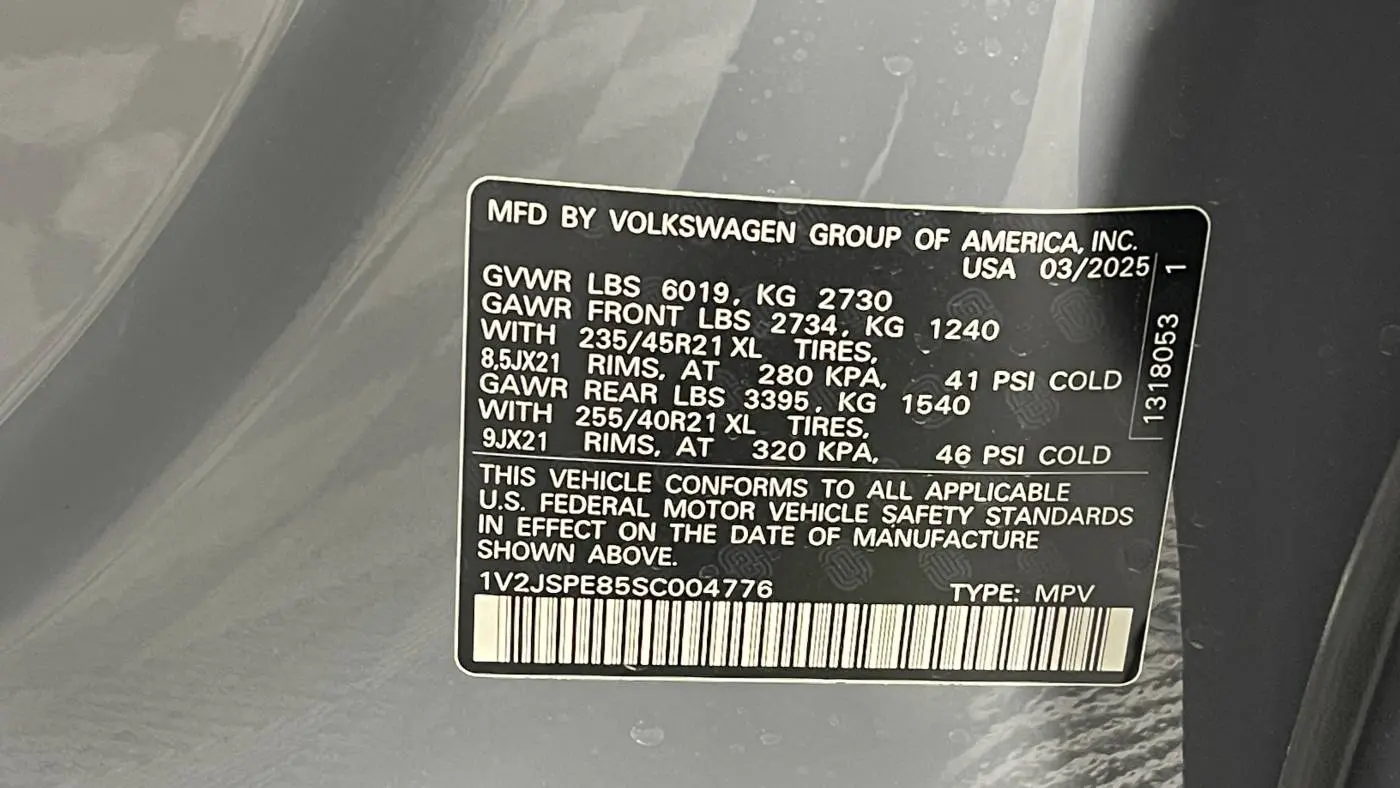 MFD BY VOLKSWAGEN GROUP OF AMERICA, INC.
USA 03/2025
GVWR LBS 6019, KG 2730
GAWR FRONT LBS 2734, KG 1240
WITH 235/45R21 XL TIRES,
8,5JX21 RIMS, AT 280 KPA, 41 PSI COLD
GAWR REAR LBS 3395, KG 1540
WITH 255/40R21 XL TIRES,
9JX21 RIMS, AT 320 KPA, 46 PSI COLD
THIS VEHICLE CONFORMS TO ALL APPLICABLE
U.S. FEDERAL MOTOR VEHICLE SAFETY STANDARDS
IN EFFECT ON THE DATE OF MANUFACTURE
SHOWN ABOVE.
1V2JSPE85SC004776 TYPE: MPV
1318053 1